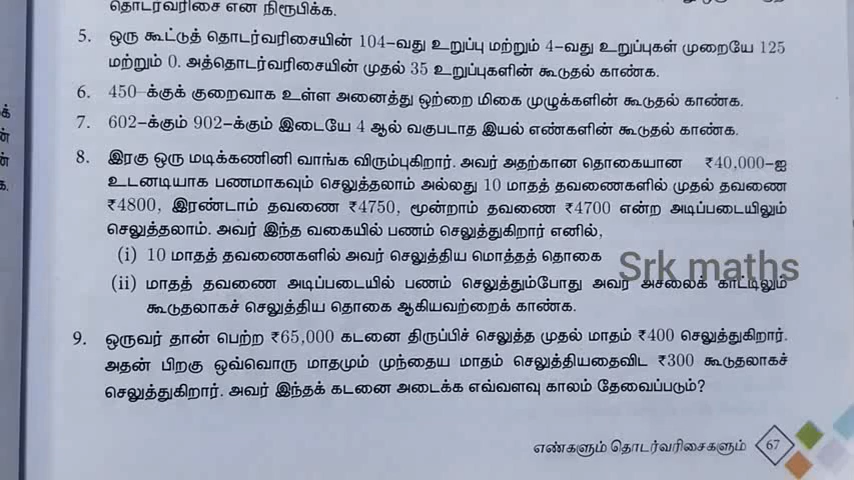 தொடர்வரிசை என நிரூபிக்க.
5. ஒரு கூட்டுத் தொடர்வரிசையின் 104-வது உறுப்பு மற்றும் 4-வது உறுப்புகள் முறையே 125
மற்றும் 0. அத்தொடர்வரிசையின் முதல் 35 உறுப்புகளின் கூடுதல் காண்க.
6. 450-க்குக் குறைவாக உள்ள அனைத்து ஒற்றை மிகை முழுக்களின் கூடுதல் காண்க.
7. 602-க்கும் 902-க்கும் இடையே 4 ஆல் வகுபடாத இயல் எண்களின் கூடுதல் காண்க.
8. இரகு ஒரு மடிக்கணினி வாங்க விரும்புகிறார். அவர் அதற்கான தொகையான ₹40,000-ஐ
உடனடியாக பணமாகவும் செலுத்தலாம் அல்லது 10 மாதத் தவணைகளில் முதல் தவணை
₹4800, இரண்டாம் தவணை ₹4750, மூன்றாம் தவணை ₹4700 என்ற அடிப்படையிலும்
செலுத்தலாம். அவர் இந்த வகையில் பணம் செலுத்துகிறார் எனில்,
(i) 10 மாதத் தவணைகளில் அவர் செலுத்திய மொத்தத் தொகை
Srk maths
(ii) மாதத் தவணை அடிப்படையில் பணம் செலுத்தும்போது அவர் அசலைக் காட்டிலும்
கூடுதலாகச் செலுத்திய தொகை ஆகியவற்றைக் காண்க.
9. ஒருவர் தான் பெற்ற ₹65,000 கடனை திருப்பிச் செலுத்த முதல் மாதம் ₹400 செலுத்துகிறார்.
அதன் பிறகு ஒவ்வொரு மாதமும் முந்தைய மாதம் செலுத்தியதைவிட ₹300 கூடுதலாகச்
செலுத்துகிறார். அவர் இந்தக் கடனை அடைக்க எவ்வளவு காலம் தேவைப்படும்?
எண்களும் தொடர்வரிசைகளும் 67